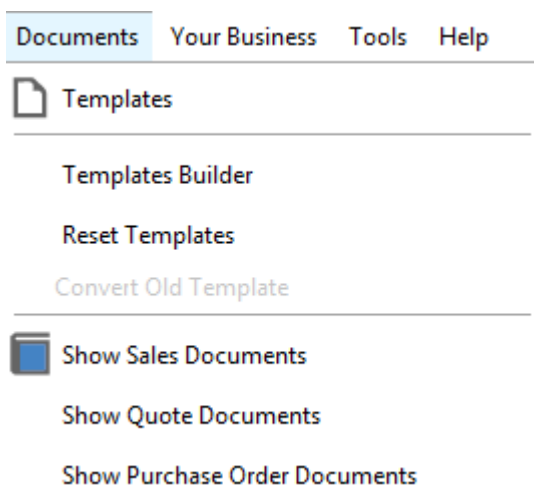 Documents Your Business Tools Help
Templates
Templates Builder
Reset Templates
Convert Old Template
Show Sales Documents
Show Quote Documents
Show Purchase Order Documents